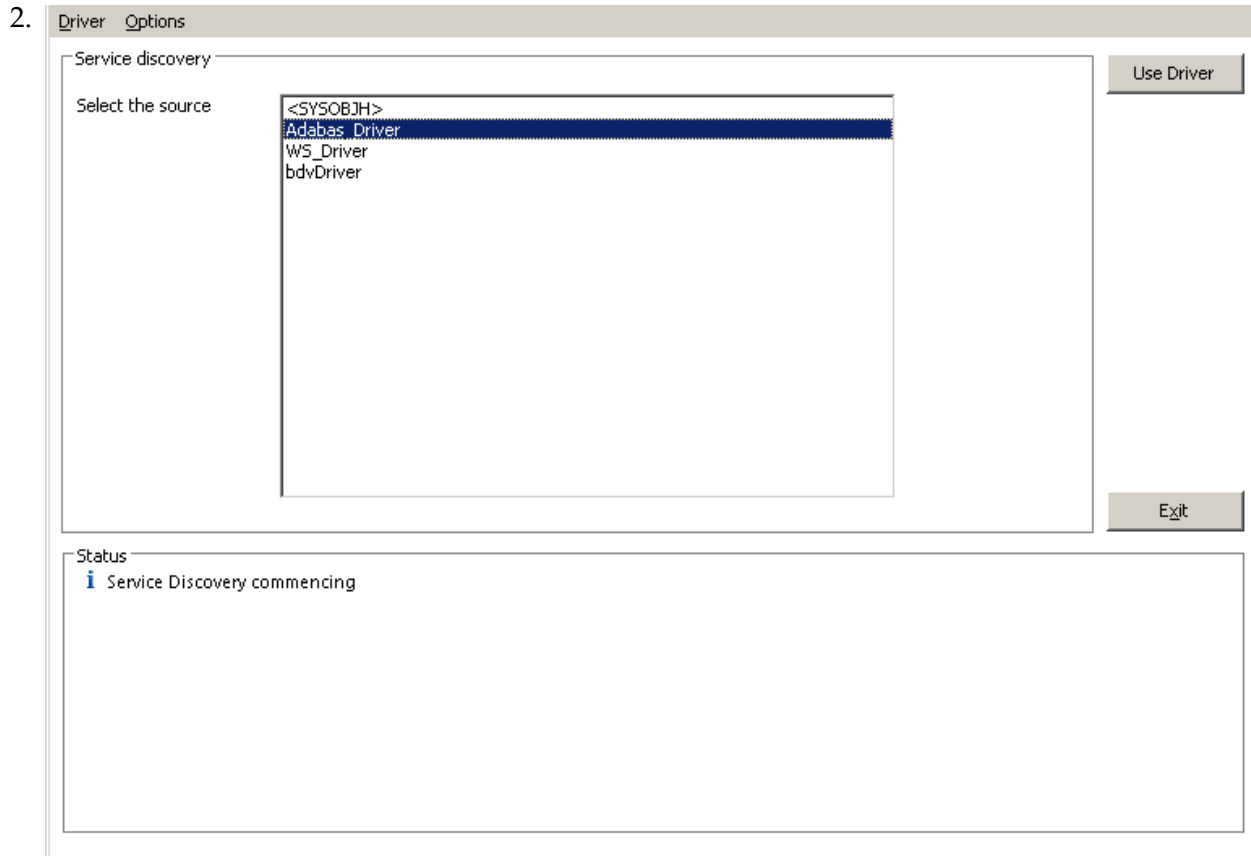 2.
Driver Options
Service discovery
Use Driver
Select the source
<SYSOBJH>
Adabas_Driver
WS_Driver
bdvDriver
Exit
Status
i Service Discovery commencing